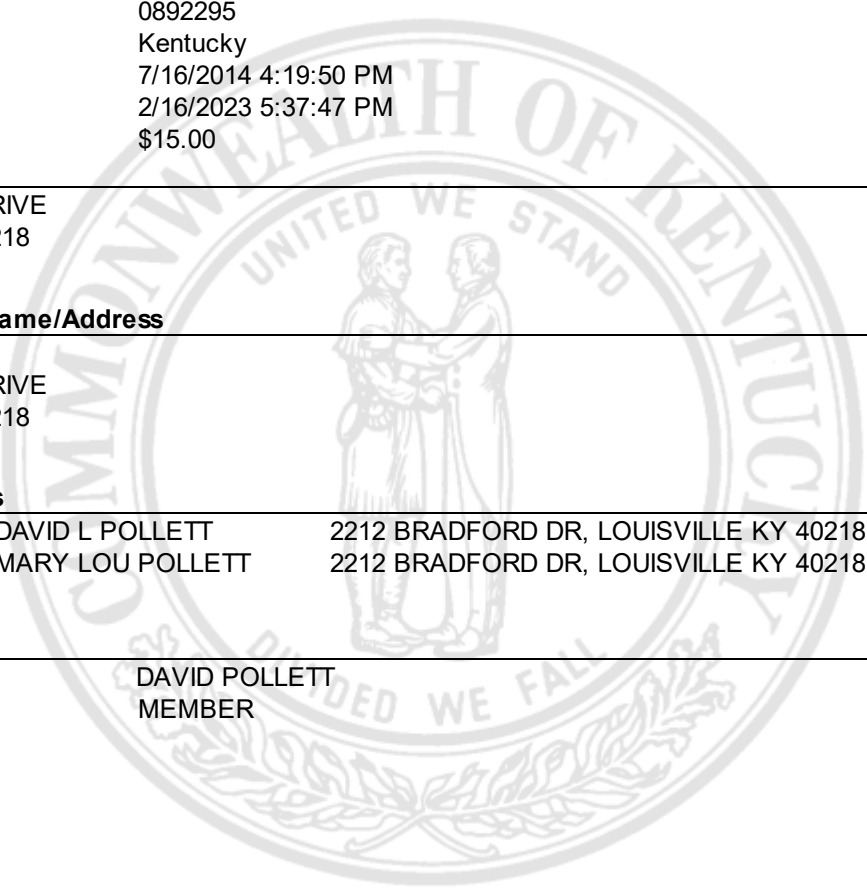 0892295
Kentucky
7/16/2014 4:19:50 PM
2/16/2023 5:37:47 PM
$15.00
RIVE
218
ame/Address
RIVE
218
s
DAVID L POLLETT 2212 BRADFORD DR, LOUISVILLE KY 40218
MARY LOU POLLETT 2212 BRADFORD DR, LOUISVILLE KY 40218
DAVID POLLETT
MEMBER
COMMONWEALTH OF KENTUCKY
UNITED WE STAND
DIVIDED WE FALL